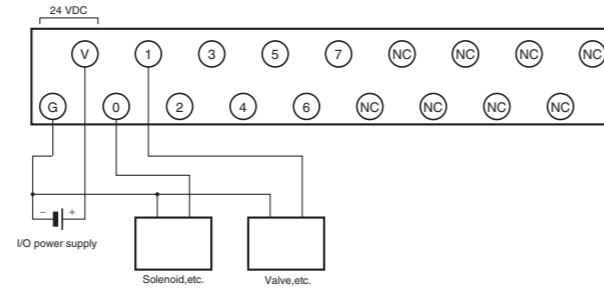 24 VDC
V 1 3 5 7 NC NC NC NC
G 0 2 4 6 NC NC NC NC
− +
I/O power supply
Solenoid,etc. Valve,etc.